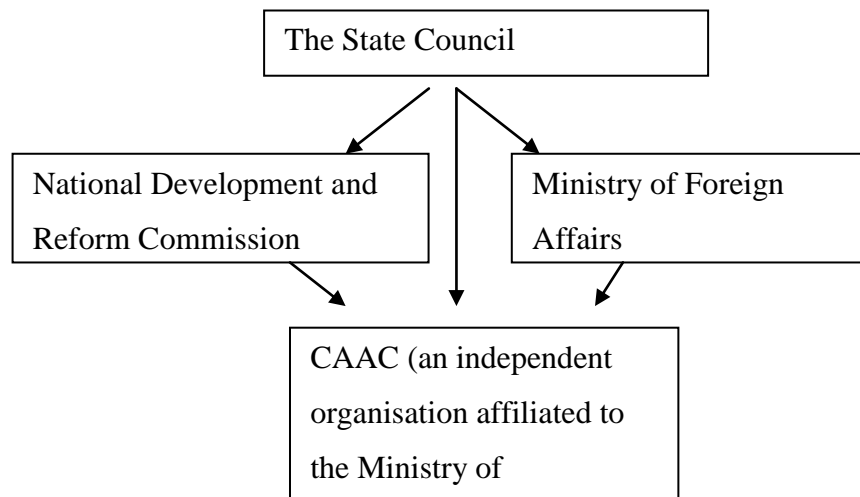 The State Council
National Development and
Reform Commission
Ministry of Foreign
Affairs
CAAC (an independent
organisation affiliated to
the Ministry of